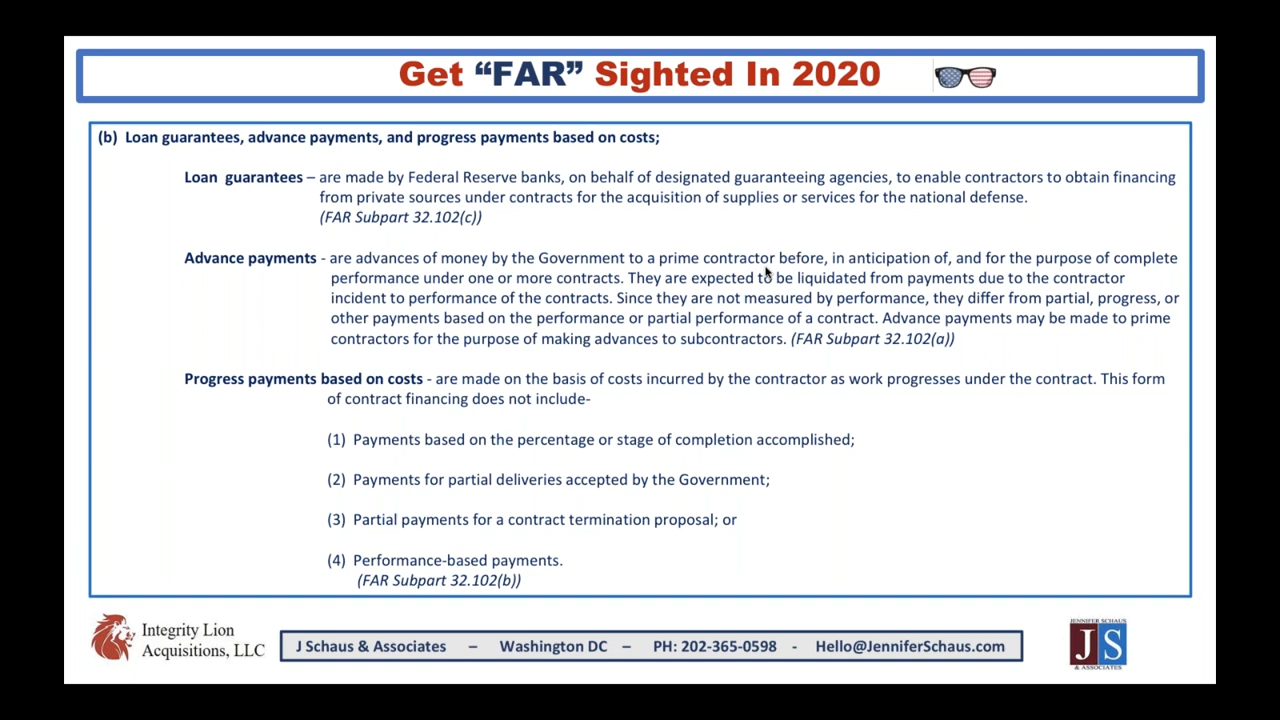 Get “FAR” Sighted In 2020
(b) Loan guarantees, advance payments, and progress payments based on costs;
Loan guarantees – are made by Federal Reserve banks, on behalf of designated guaranteeing agencies, to enable contractors to obtain financing
from private sources under contracts for the acquisition of supplies or services for the national defense.
(FAR Subpart 32.102(c))
Advance payments - are advances of money by the Government to a prime contractor before, in anticipation of, and for the purpose of complete
performance under one or more contracts. They are expected to be liquidated from payments due to the contractor
incident to performance of the contracts. Since they are not measured by performance, they differ from partial, progress, or
other payments based on the performance or partial performance of a contract. Advance payments may be made to prime
contractors for the purpose of making advances to subcontractors. (FAR Subpart 32.102(a))
Progress payments based on costs - are made on the basis of costs incurred by the contractor as work progresses under the contract. This form
of contract financing does not include-
(1) Payments based on the percentage or stage of completion accomplished;
(2) Payments for partial deliveries accepted by the Government;
(3) Partial payments for a contract termination proposal; or
(4) Performance-based payments.
(FAR Subpart 32.102(b))
Integrity Lion
Acquisitions, LLC
J Schaus & Associates – Washington DC – PH: 202-365-0598 - Hello@JenniferSchaus.com
JENNIFER SCHAUS
JS
& ASSOCIATES